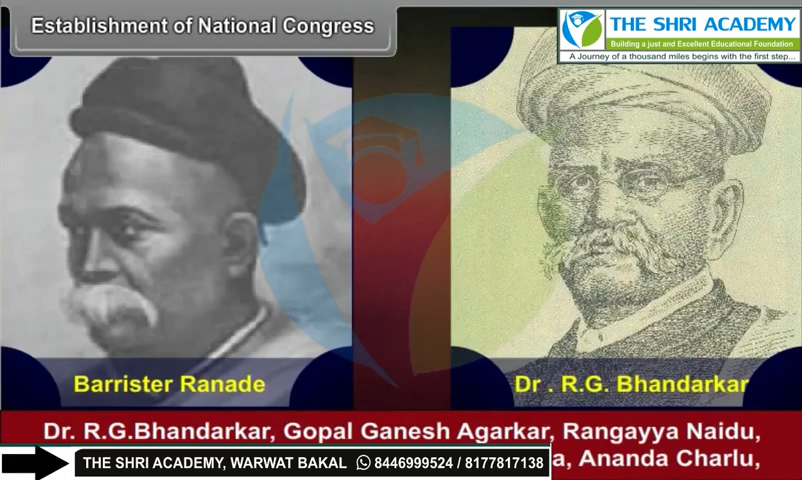 Establishment of National Congress
THE SHRI ACADEMY
Building a just and Excellent Educational Foundation
A Journey of a thousand miles begins with the first step...
Barrister Ranade
Dr . R.G. Bhandarkar
Dr. R.G.Bhandarkar, Gopal Ganesh Agarkar, Rangayya Naidu,
Ananda Charlu,
THE SHRI ACADEMY, WARWAT BAKAL 8446999524 / 8177817138